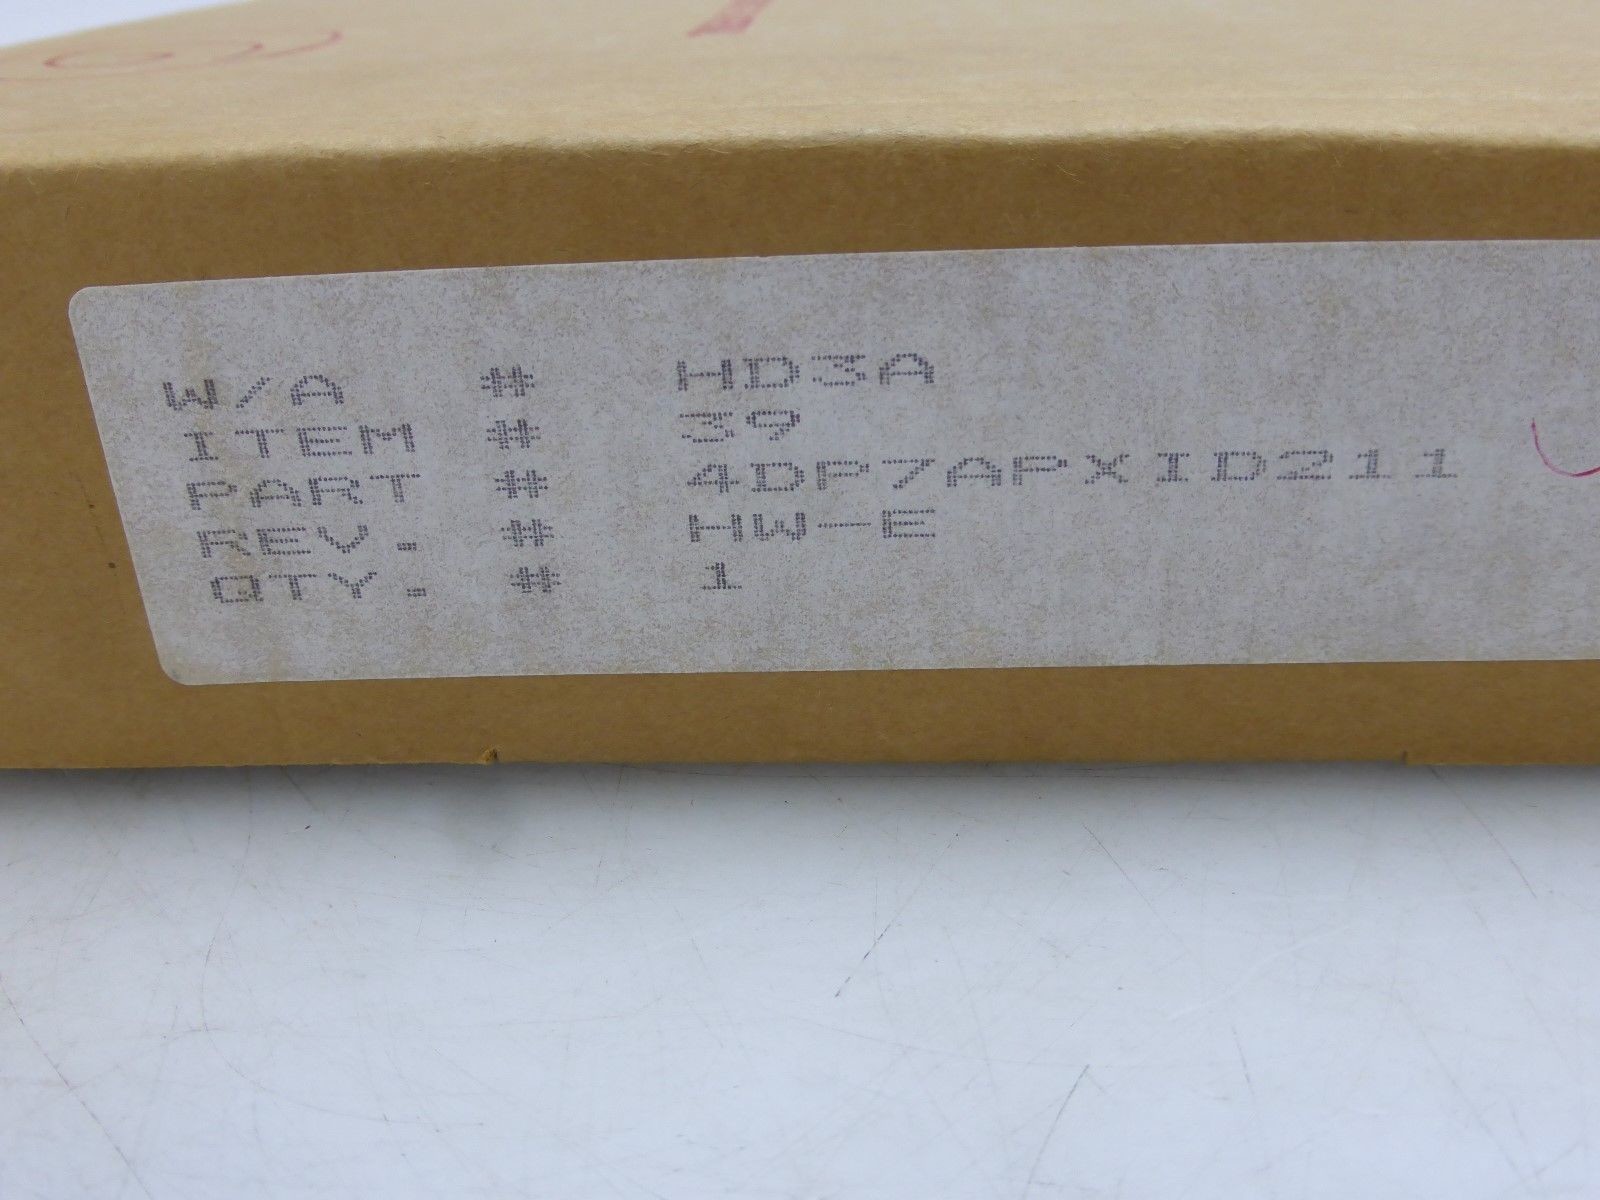 W/A # HD3A
ITEM # 39
PART # 4DP7APXID211
REV. # HW-E
QTY. # 1